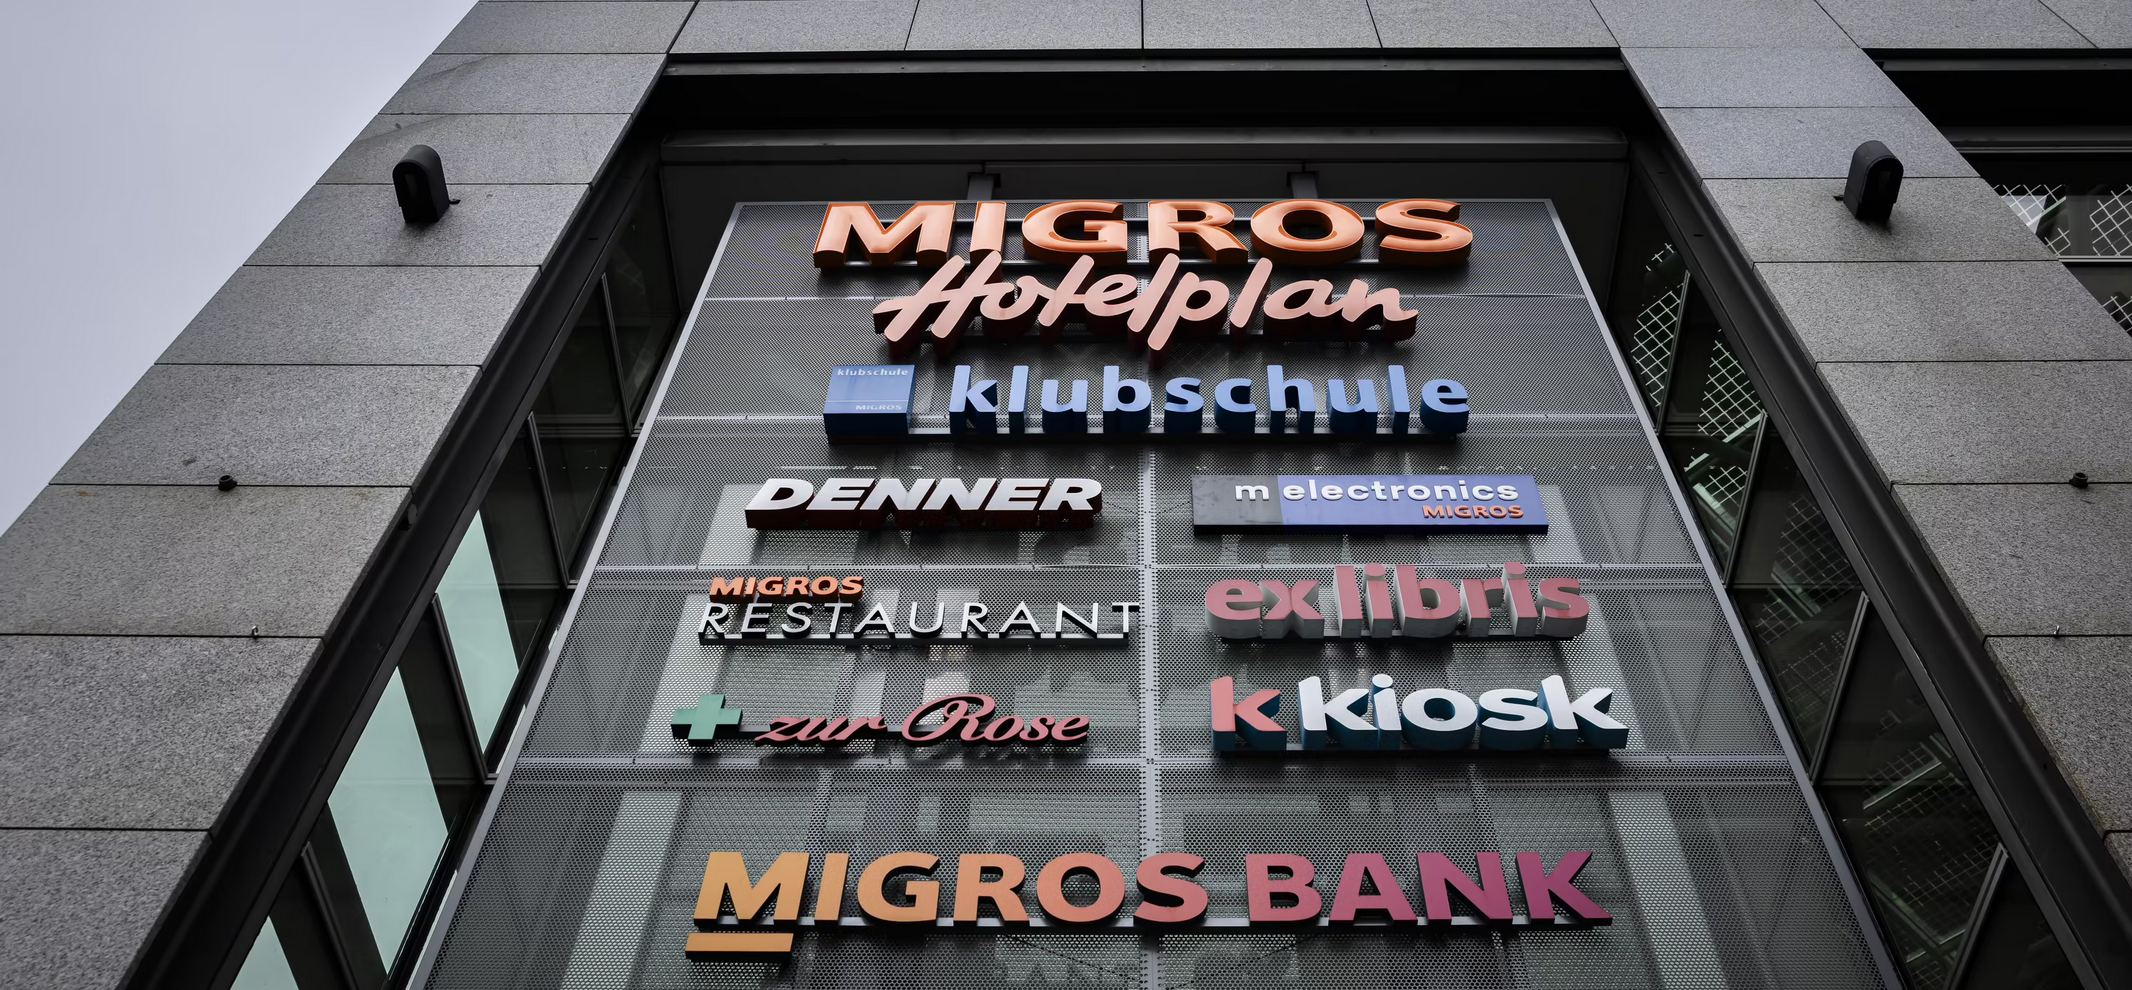 MIGROS
Hotelplan
klubschule
MIGROS
klubschule
DENNER
m electronics
MIGROS
MIGROS
RESTAURANT
ex libris
zur Rose
k kiosk
MIGROS BANK